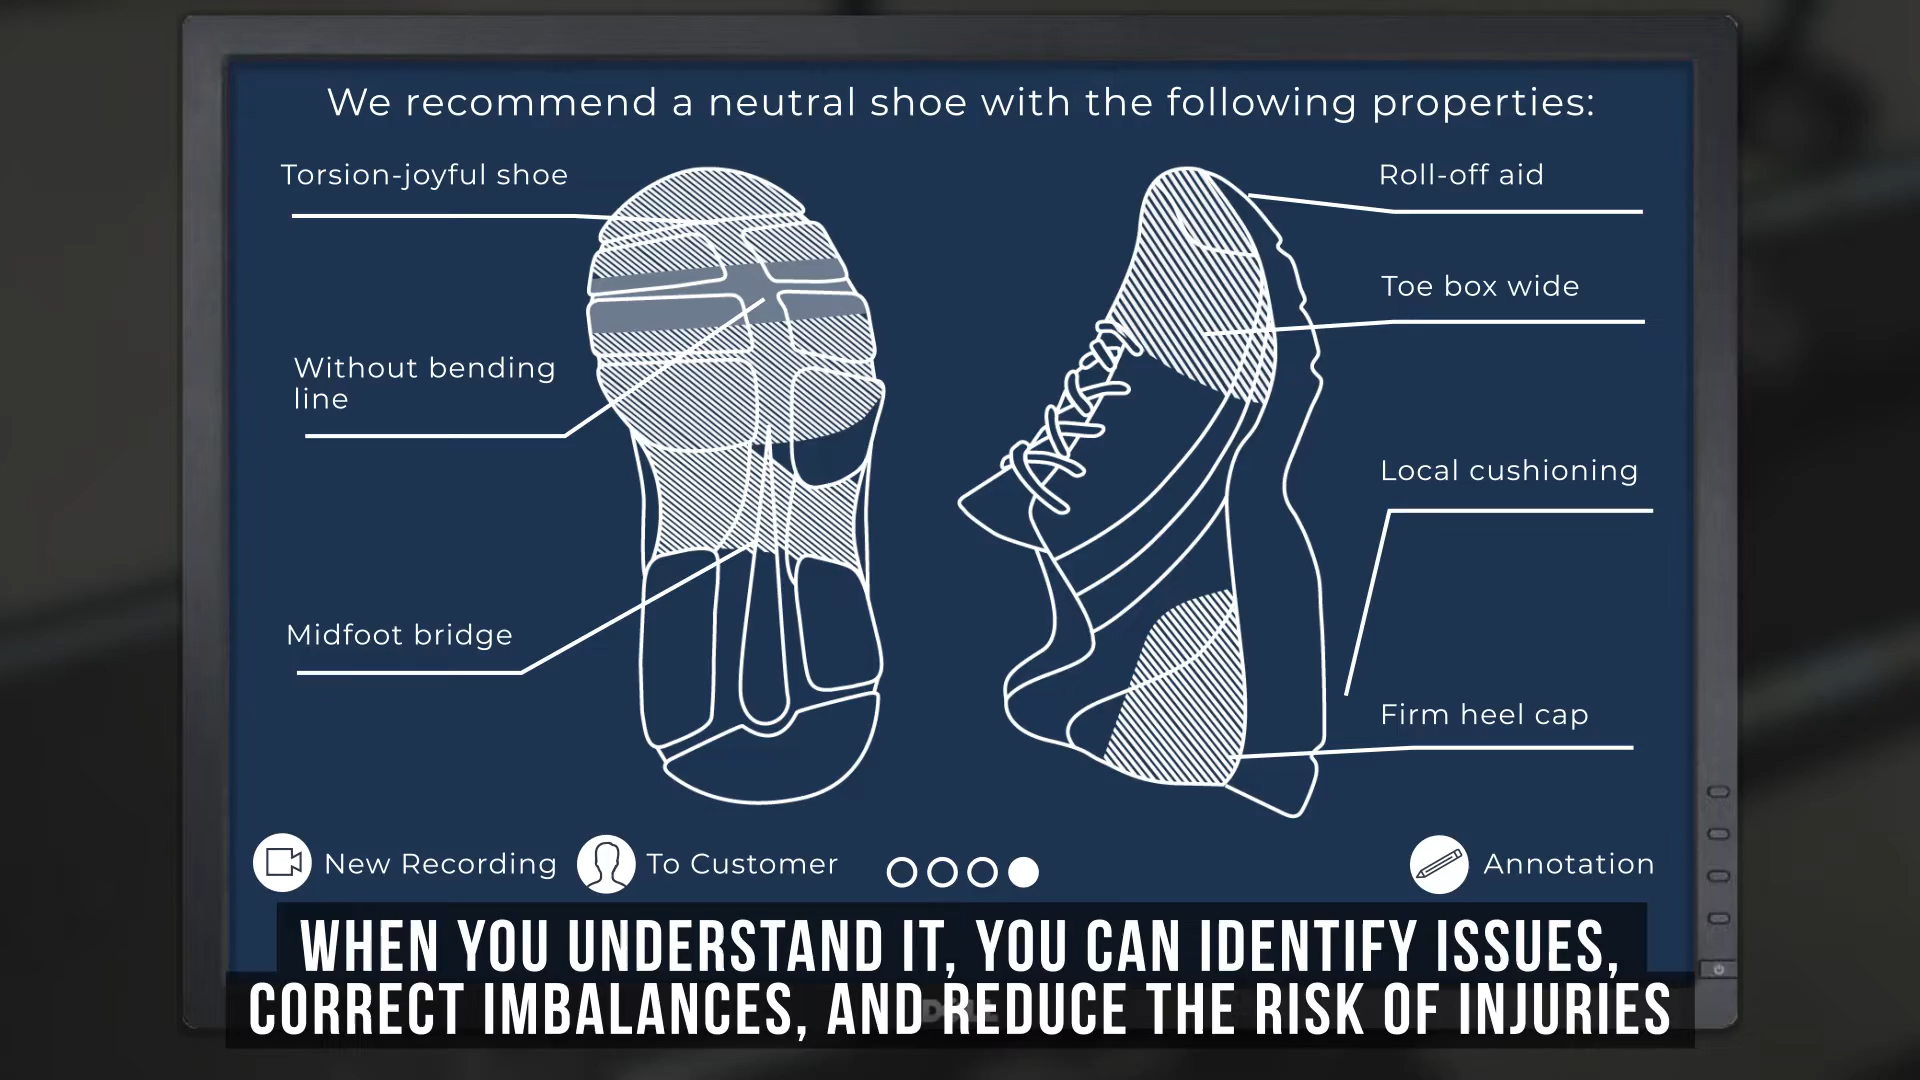 We recommend a neutral shoe with the following properties:
Torsion-joyful shoe
Without bending
line
Midfoot bridge
Roll-off aid
Toe box wide
Local cushioning
Firm heel cap
New Recording
To Customer
Annotation
WHEN YOU UNDERSTAND IT, YOU CAN IDENTIFY ISSUES,
CORRECT IMBALANCES, AND REDUCE THE RISK OF INJURIES